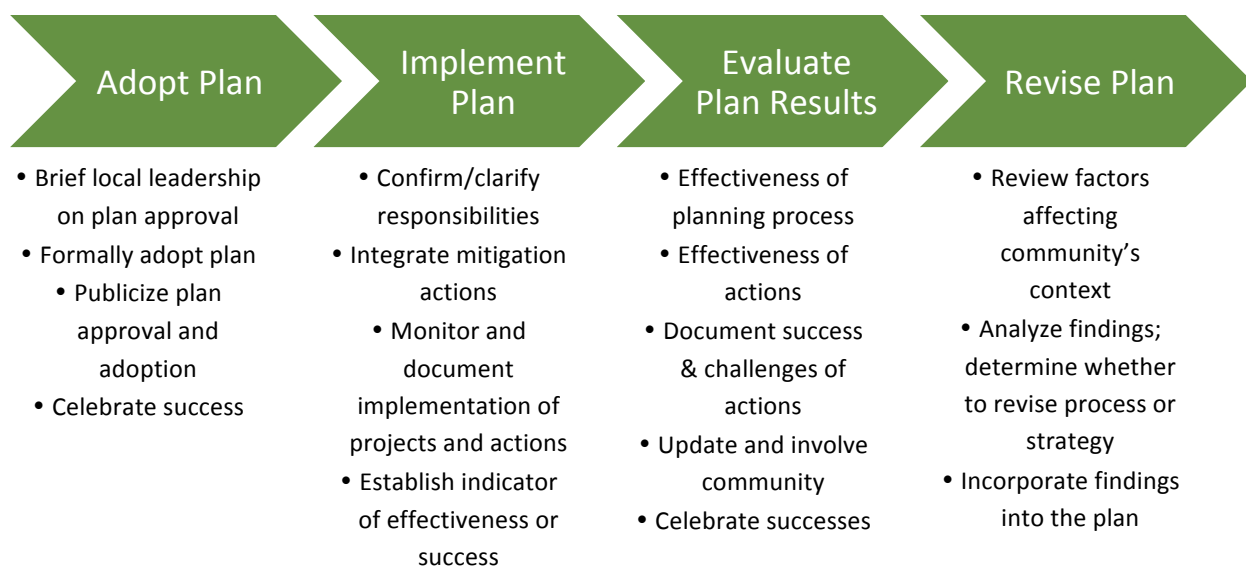 Adopt Plan
Implement
Plan
Evaluate
Plan Results
Revise Plan
• Brief local leadership
on plan approval
• Formally adopt plan
• Publicize plan
approval and
adoption
• Celebrate success
• Confirm/clarify
responsibilities
• Integrate mitigation
actions
• Monitor and
document
implementation of
projects and actions
• Establish indicator
of effectiveness or
success
• Effectiveness of
planning process
• Effectiveness of
actions
• Document success
& challenges of
actions
• Update and involve
community
• Celebrate successes
• Review factors
affecting
community’s
context
• Analyze findings;
determine whether
to revise process or
strategy
• Incorporate findings
into the plan